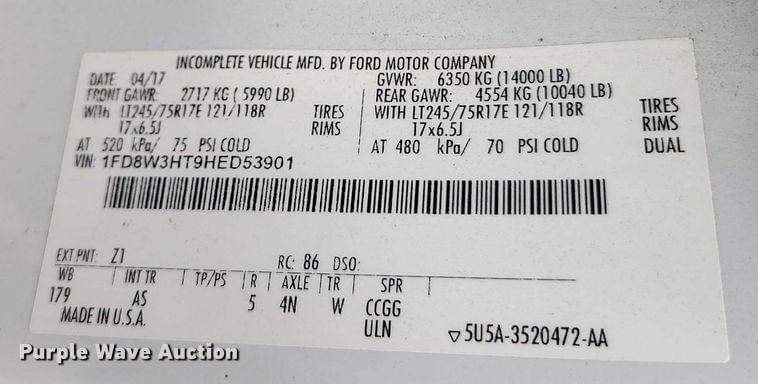 INCOMPLETE VEHICLE MFD. BY FORD MOTOR COMPANY
DATE: 04/17 GVWR: 6350 KG (14000 LB)
FRONT GAWR: 2717 KG ( 5990 LB) REAR GAWR: 4554 KG (10040 LB)
WITH LT245/75R17E 121/118R TIRES WITH LT245/75R17E 121/118R TIRES
17x6.5J RIMS 17x6.5J RIMS
AT 520 kPa/ 75 PSI COLD AT 480 kPa/ 70 PSI COLD DUAL
VIN: 1FD8W3HT9HED53901
EXT PNT: Z1 RC: 86 DSO:
WB INT TR TP/PS R AXLE TR SPR
179 AS 5 4N W CCGG
MADE IN U.S.A. ULN ▽5U5A-3520472-AA
Purple Wave Auction